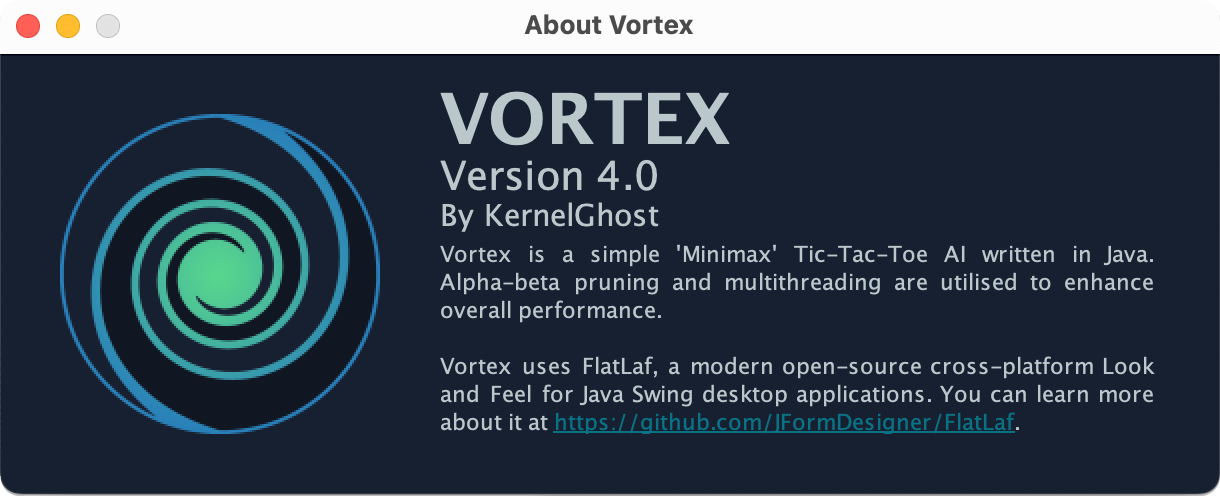 About Vortex
VORTEX
Version 4.0
By KernelGhost
Vortex is a simple 'Minimax' Tic-Tac-Toe AI written in Java.
Alpha-beta pruning and multithreading are utilised to enhance
overall performance.
Vortex uses FlatLaf, a modern open-source cross-platform Look
and Feel for Java Swing desktop applications. You can learn more
about it at https://github.com/JFormDesigner/FlatLaf.